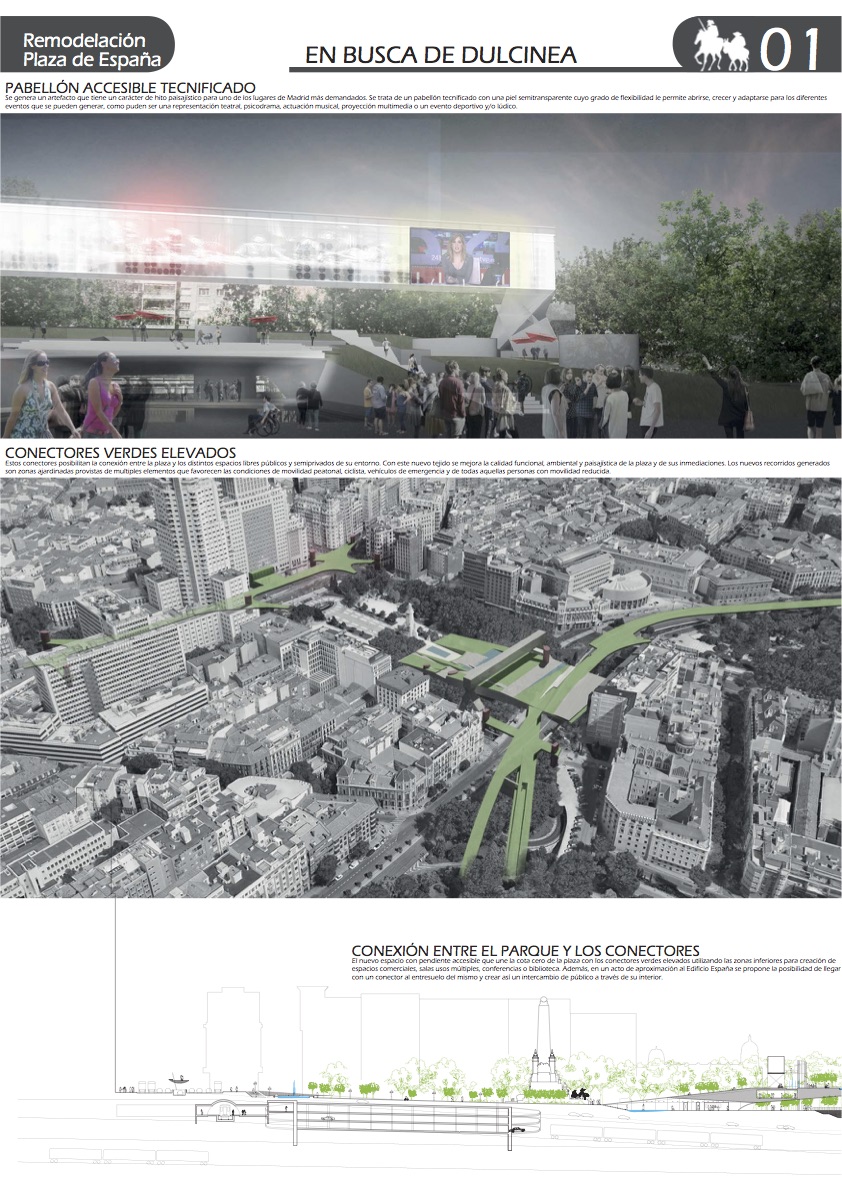 Remodelación
Plaza de España
EN BUSCA DE DULCINEA
01
PABELLÓN ACCESIBLE TECNIFICADO
Se genera un artefacto que tiene un carácter de hito paisajístico para uno de los lugares de Madrid más demandados. Se trata de un pabellón tecnificado con una piel semitransparente cuyo grado de flexibilidad le permite abrirse, crecer y adaptarse para los diferentes
eventos que se pueden generar, como puden ser una representación teatral, psicodrama, actuación musical, proyección multimedia o un evento deportivo y/o lúdico.
CONECTORES VERDES ELEVADOS
Estos conectores posibilitan la conexión entre la plaza y los distintos espacios libres públicos y semiprivados de su entorno. Con este nuevo tejido se mejora la calidad funcional, ambiental y paisajística de la plaza y de sus inmediaciones. Los nuevos recorridos generados
son zonas ajardinadas provistas de multiples elementos que favorecen las condiciones de movilidad peatonal, ciclista, vehículos de emergencia y de todas aquellas personas con movilidad reducida.
CONEXIÓN ENTRE EL PARQUE Y LOS CONECTORES
El nuevo espacio con pendiente accesible que une la cota cero de la plaza con los conectores verdes elevados utilizando las zonas inferiores para creación de
espacios comerciales, salas usos múltiples, conferencias o biblioteca. Además, en un acto de aproximación al Edificio España se propone la posibilidad de llegar
con un conector al entresuelo del mismo y crear así un intercambio de público a través de su interior.